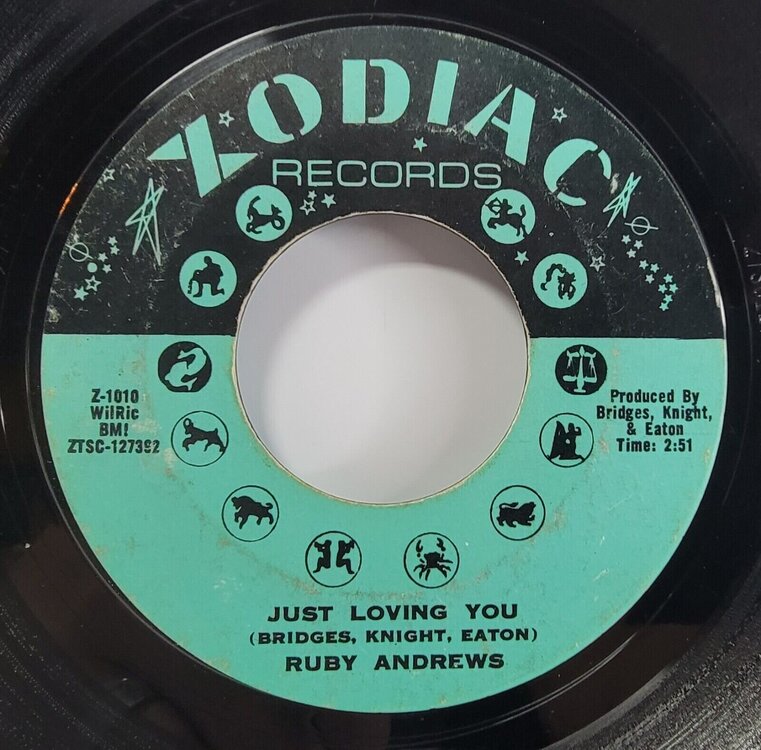 ZODIAC
RECORDS
Z-1010
WilRic
BMI
ZTSC-127392
Produced By
Bridges, Knight,
& Eaton
Time: 2:51
JUST LOVING YOU
(BRIDGES, KNIGHT, EATON)
RUBY ANDREWS